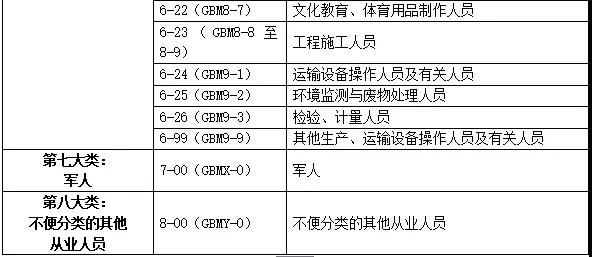 6-22（GBM8-7） 文化教育、体育用品制作人员
6-23（GBM8-8 至
8-9） 工程施工人员
6-24（GBM9-1） 运输设备操作人员及有关人员
6-25（GBM9-2） 环境监测与废物处理人员
6-26（GBM9-3） 检验、计量人员
6-99（GBM9-9） 其他生产、运输设备操作人员及有关人员
第七大类：
军人 7-00（GBMX-0） 军人
第八大类：
不便分类的其他 8-00（GBMY-0） 不便分类的其他从业人员
从业人员